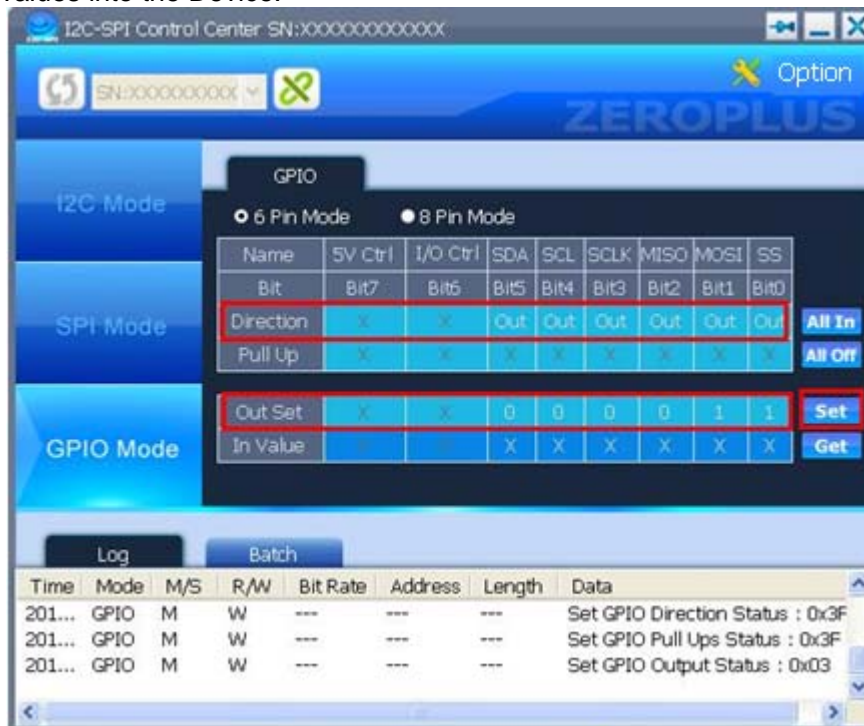 values into the Device.
I2C-SPI Control Center SN:XXXXXXXXXXXX
SN:XXXXXXXXX
Option
ZEROPLUS
GPIO
I2C Mode
6 Pin Mode 8 Pin Mode
Name 5V Ctrl I/O Ctrl SDA SCL SCLK MISO MOSI SS
Bit Bit7 Bit6 Bit5 Bit4 Bit3 Bit2 Bit1 Bit0
SPI Mode
Direction X X Out Out Out Out Out Out All In
Pull Up X X X X X X X X All Off
Out Set X X 0 0 0 0 1 1 Set
GPIO Mode
In Value X X X X X X Get
Log Batch
Time Mode M/S R/W Bit Rate Address Length Data
201... GPIO M W --- --- --- Set GPIO Direction Status : 0x3F
201... GPIO M W --- --- --- Set GPIO Pull Ups Status : 0x3F
201... GPIO M W --- --- --- Set GPIO Output Status : 0x03